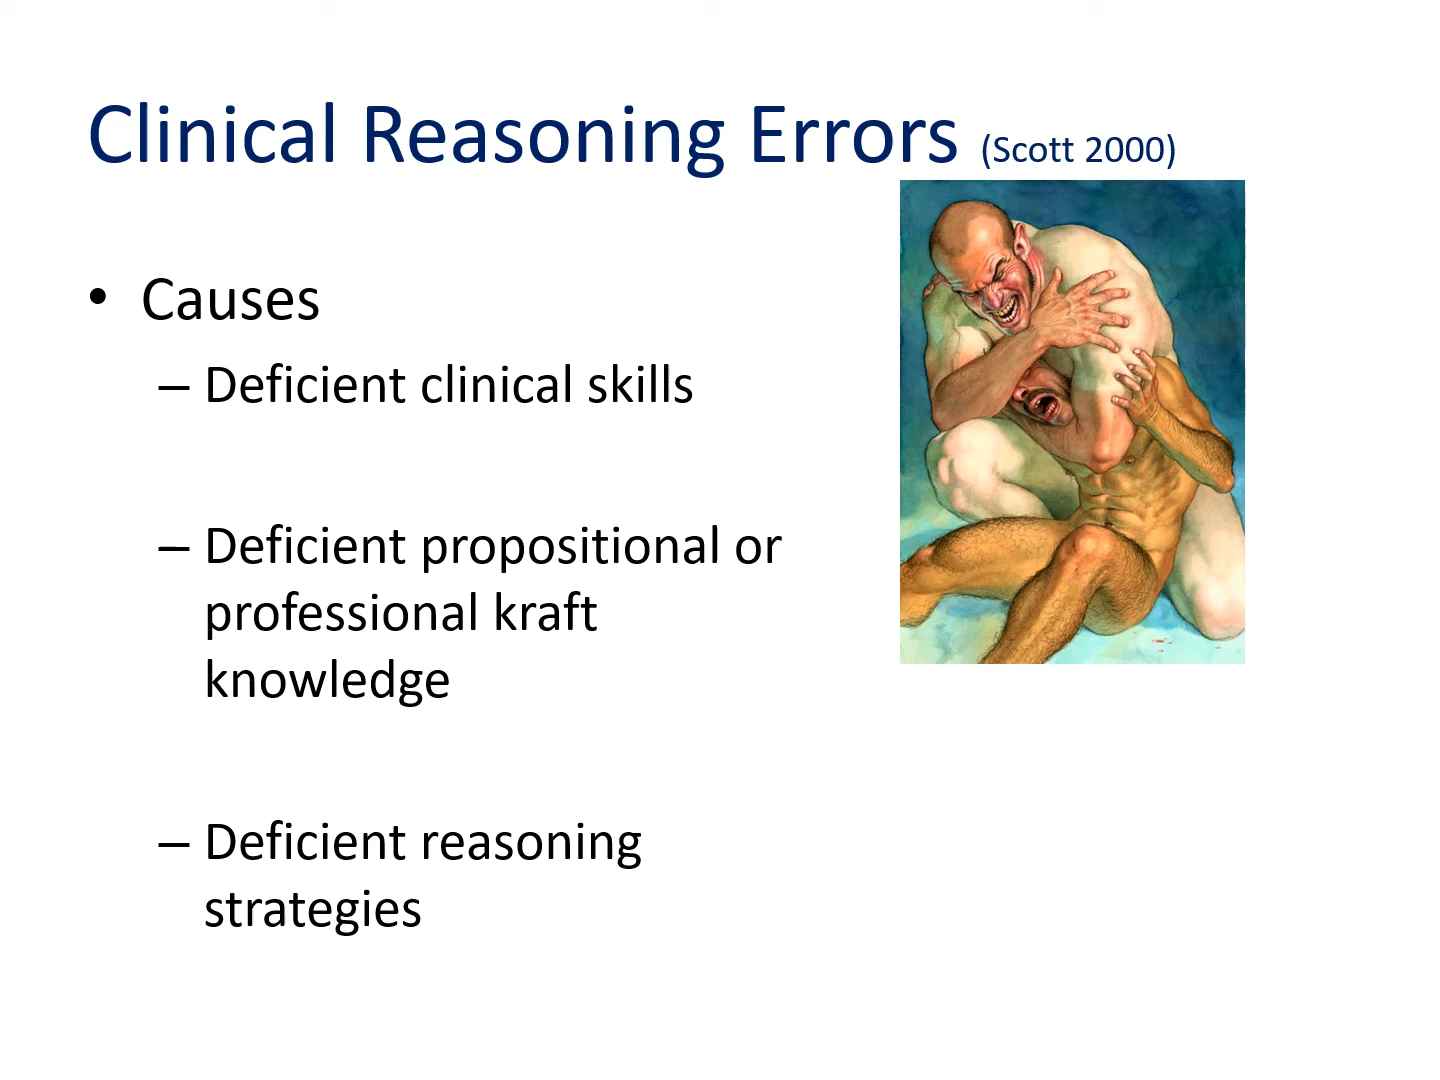 Clinical Reasoning Errors (Scott 2000)
• Causes
– Deficient clinical skills
– Deficient propositional or
professional kraft
knowledge
– Deficient reasoning
strategies